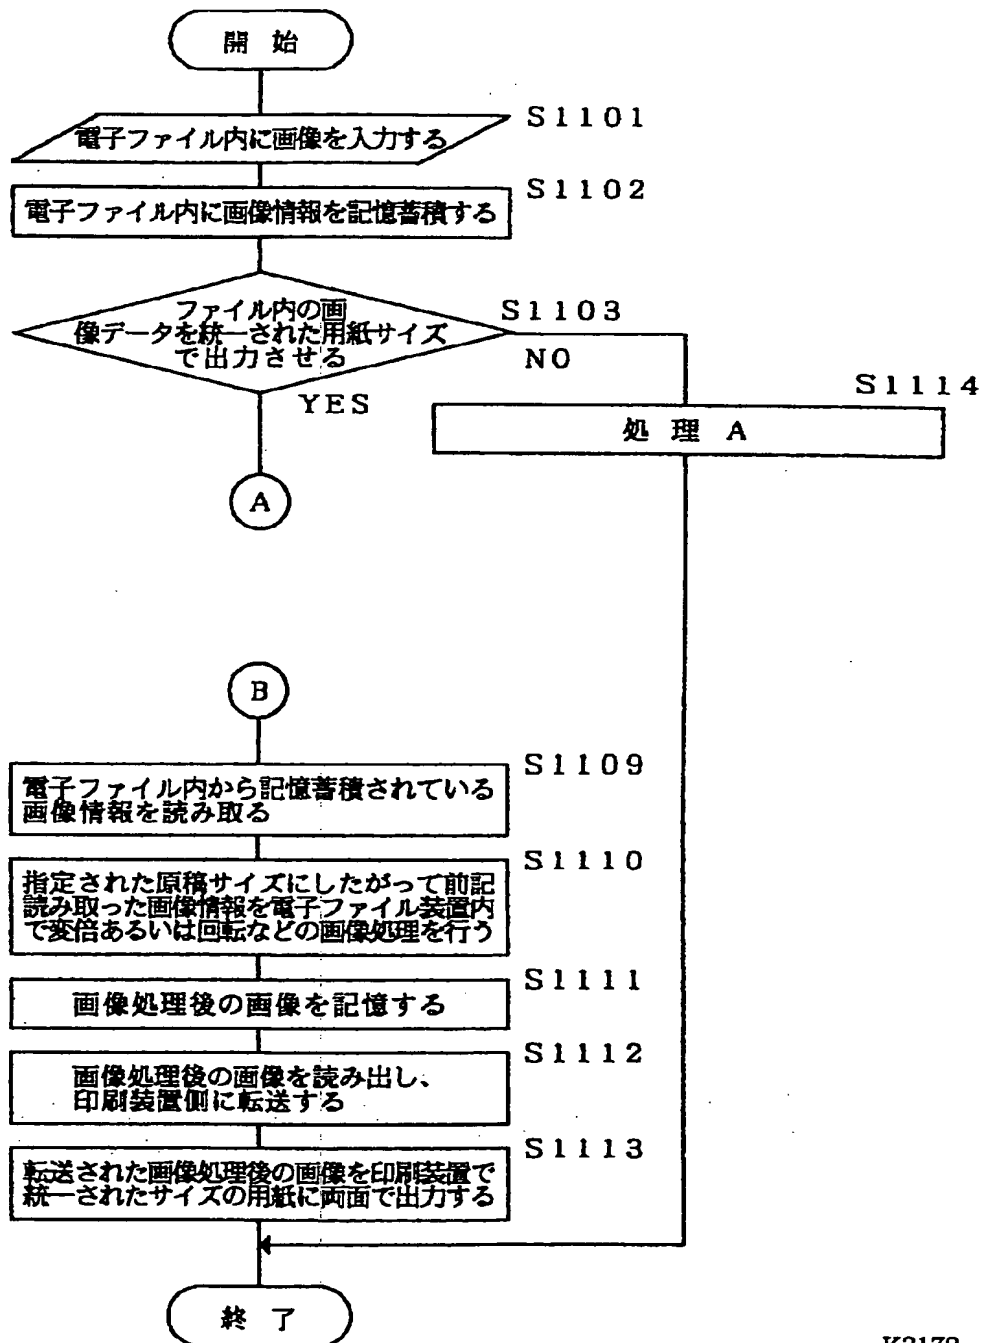 開始
S1101
電子ファイル内に画像を入力する
S1102
電子ファイル内に画像情報を記憶蓄積する
ファイル内の画
像データを統一された用紙サイズ
で出力させる
S1103
NO
YES
S1114
処理A
A
B
S1109
電子ファイル内から記憶蓄積されている
画像情報を読み取る
S1110
指定された原稿サイズにしたがって前記
読み取った画像情報を電子ファイル装置内
で変倍あるいは回転などの画像処理を行う
S1111
画像処理後の画像を記憶する
S1112
画像処理後の画像を読み出し、
印刷装置側に転送する
S1113
転送された画像処理後の画像を印刷装置で
統一されたサイズの用紙に両面で出力する
終了